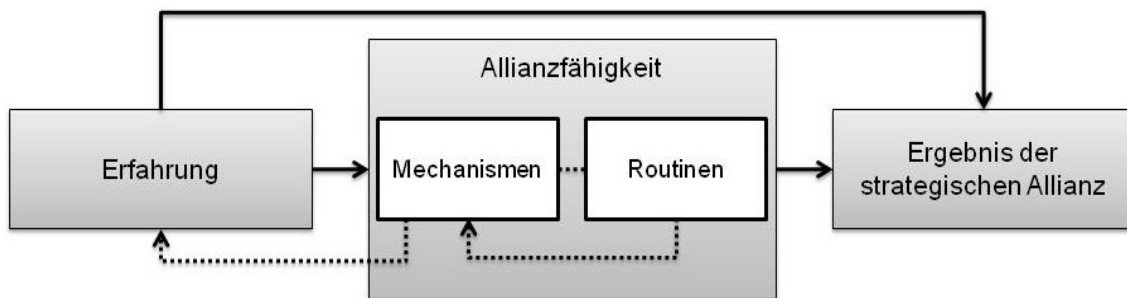 Allianzfähigkeit
Erfahrung
Mechanismen
Routinen
Ergebnis der
strategischen Allianz